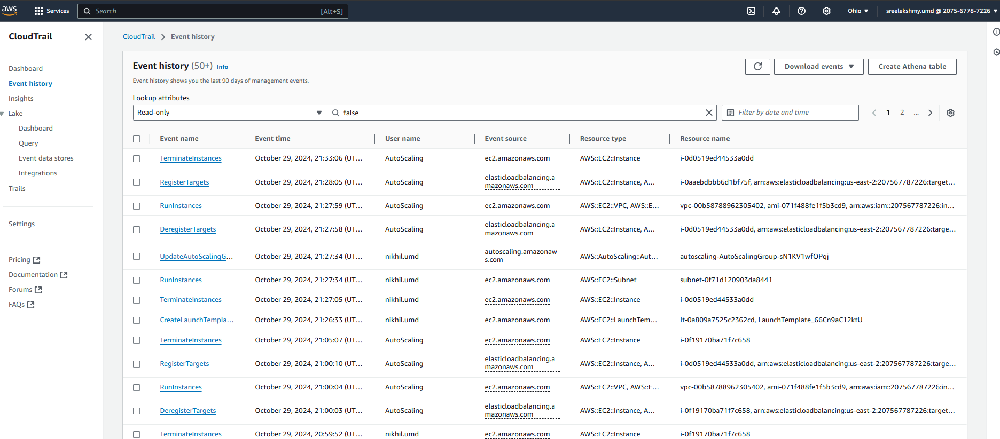 aws
Services
Search
[Alt+S]
Ohio
sreelekshmy.umd @ 2075-6778-7226
CloudTrail
Dashboard
Event history
Insights
Lake
Dashboard
Query
Event data stores
Integrations
Trails
Settings
Pricing
Documentation
Forums
FAQs
CloudTrail
Event history
Event history (50+) Info
Download events
Create Athena table
Event history shows you the last 90 days of management events.
Lookup attributes
Read-only
false
Filter by date and time
1 2 ...
Event name Event time User name Event source Resource type Resource name
TerminateInstances October 29, 2024, 21:33:06 (UT... AutoScaling ec2.amazonaws.com AWS::EC2::Instance i-0d0519ed44533a0dd
RegisterTargets October 29, 2024, 21:28:05 (UT... AutoScaling elasticloadbalancing.a
mazonaws.com AWS::EC2::Instance, A... i-0aaebdbbb6d1bf75f, arn:aws:elasticloadbalancing:us-east-2:207567787226:target...
RunInstances October 29, 2024, 21:27:59 (UT... AutoScaling ec2.amazonaws.com AWS::EC2::VPC, AWS::E... vpc-00b58788962305402, ami-071f488fe1f5b3cd9, arn:aws:iam::207567787226:in...
DeregisterTargets October 29, 2024, 21:27:58 (UT... AutoScaling elasticloadbalancing.a
mazonaws.com AWS::EC2::Instance, A... i-0d0519ed44533a0dd, arn:aws:elasticloadbalancing:us-east-2:207567787226:targe...
UpdateAutoScalingG... October 29, 2024, 21:27:34 (UT... nikhil.umd autoscaling.amazonaw
s.com AWS::AutoScaling::Aut... autoscaling-AutoScalingGroup-sN1KV1wfOPqj
RunInstances October 29, 2024, 21:27:34 (UT... nikhil.umd ec2.amazonaws.com AWS::EC2::Subnet subnet-0f71d120903da8441
TerminateInstances October 29, 2024, 21:27:05 (UT... nikhil.umd ec2.amazonaws.com AWS::EC2::Instance i-0d0519ed44533a0dd
CreateLaunchTempla... October 29, 2024, 21:26:33 (UT... nikhil.umd ec2.amazonaws.com AWS::EC2::LaunchTem... lt-0a809a7525c2362cd, LaunchTemplate_66Cn9aC12ktU
TerminateInstances October 29, 2024, 21:05:07 (UT... AutoScaling ec2.amazonaws.com AWS::EC2::Instance i-0f19170ba71f7c658
RegisterTargets October 29, 2024, 21:00:10 (UT... AutoScaling elasticloadbalancing.a
mazonaws.com AWS::EC2::Instance, A... i-0d0519ed44533a0dd, arn:aws:elasticloadbalancing:us-east-2:207567787226:targe...
RunInstances October 29, 2024, 21:00:04 (UT... AutoScaling ec2.amazonaws.com AWS::EC2::VPC, AWS::E... vpc-00b58788962305402, ami-071f488fe1f5b3cd9, arn:aws:iam::207567787226:in...
DeregisterTargets October 29, 2024, 21:00:03 (UT... AutoScaling elasticloadbalancing.a
mazonaws.com AWS::EC2::Instance, A... i-0f19170ba71f7c658, arn:aws:elasticloadbalancing:us-east-2:207567787226:target...
TerminateInstances October 29, 2024, 20:59:52 (UT... nikhil.umd ec2.amazonaws.com AWS::EC2::Instance i-0f19170ba71f7c658